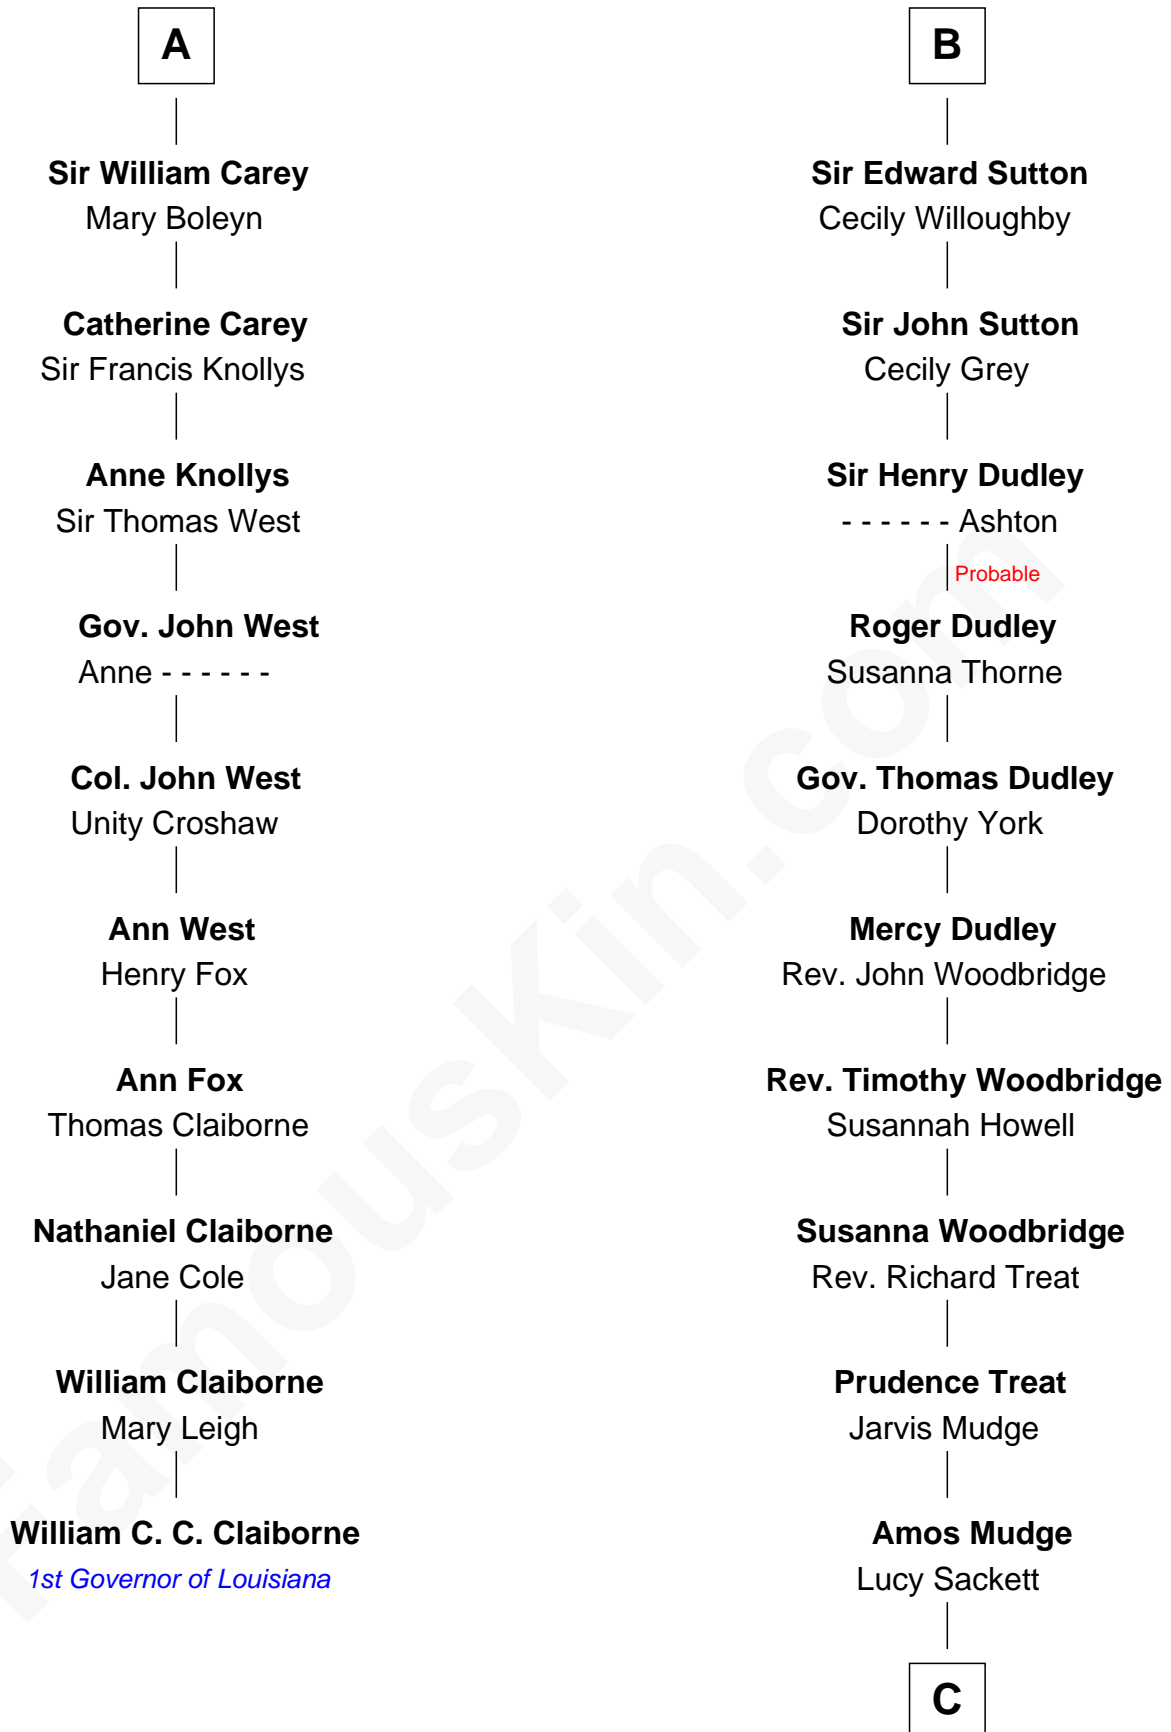 A
Sir William Carey
Mary Boleyn
Catherine Carey
Sir Francis Knollys
Anne Knollys
Sir Thomas West
Gov. John West
Anne - - - - - -
Col. John West
Unity Croshaw
Ann West
Henry Fox
Ann Fox
Thomas Claiborne
Nathaniel Claiborne
Jane Cole
William Claiborne
Mary Leigh
William C. C. Claiborne
1st Governor of Louisiana
B
Sir Edward Sutton
Cecily Willoughby
Sir John Sutton
Cecily Grey
Sir Henry Dudley
- - - - - - Ashton
Probable
Roger Dudley
Susanna Thorne
Gov. Thomas Dudley
Dorothy York
Mercy Dudley
Rev. John Woodbridge
Rev. Timothy Woodbridge
Susannah Howell
Susanna Woodbridge
Rev. Richard Treat
Prudence Treat
Jarvis Mudge
Amos Mudge
Lucy Sackett
C
FamousKin.com